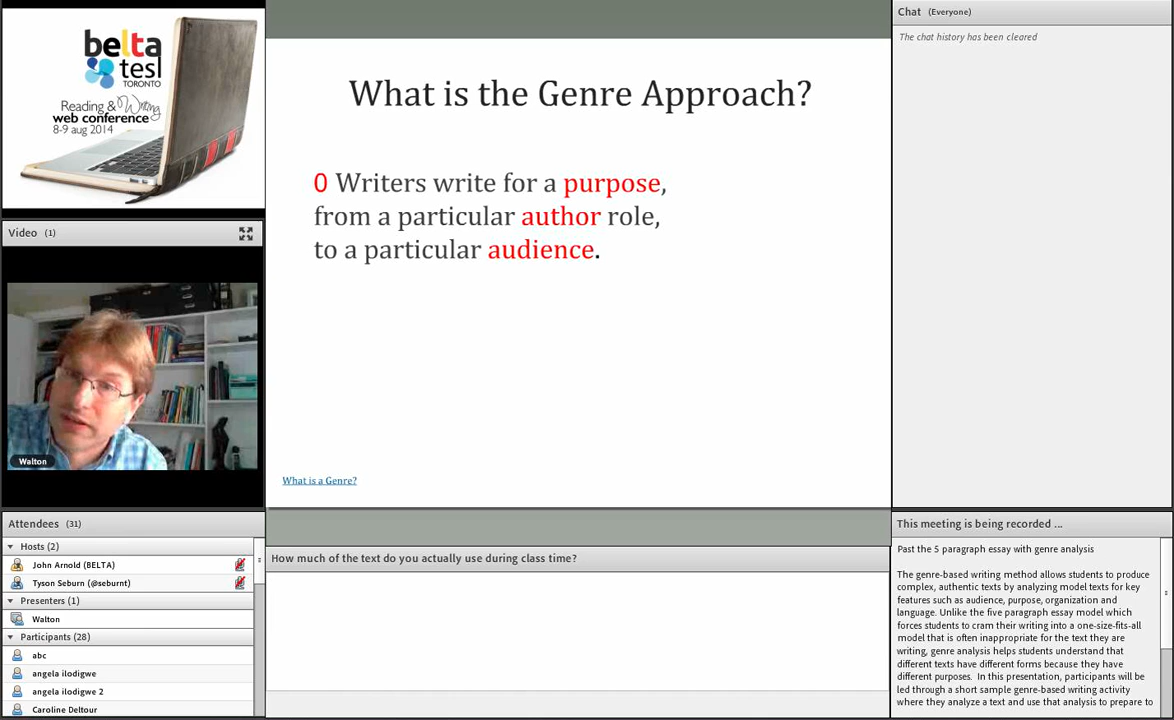 belta
tesl
TORONTO
Reading & Writing
web conference
8-9 aug 2014
Video (1)
Walton
Attendees (31)
Hosts (2)
John Arnold (BELTA)
Tyson Seburn (@seburnt)
Presenters (1)
Walton
Participants (28)
abc
angela ilodigwe
angela ilodigwe 2
Caroline Deltour
What is the Genre Approach?
0 Writers write for a purpose,
from a particular author role,
to a particular audience.
What is a Genre?
How much of the text do you actually use during class time?
Chat (Everyone)
The chat history has been cleared
This meeting is being recorded ...
Past the 5 paragraph essay with genre analysis
The genre-based writing method allows students to produce
complex, authentic texts by analyzing model texts for key
features such as audience, purpose, organization and
language. Unlike the five paragraph essay model which
forces students to cram their writing into a one-size-fits-all
model that is often inappropriate for the text they are
writing, genre analysis helps students understand that
different texts have different forms because they have
different purposes.  In this presentation, participants will be
led through a short sample genre-based writing activity
where they analyze a text and use that analysis to prepare to